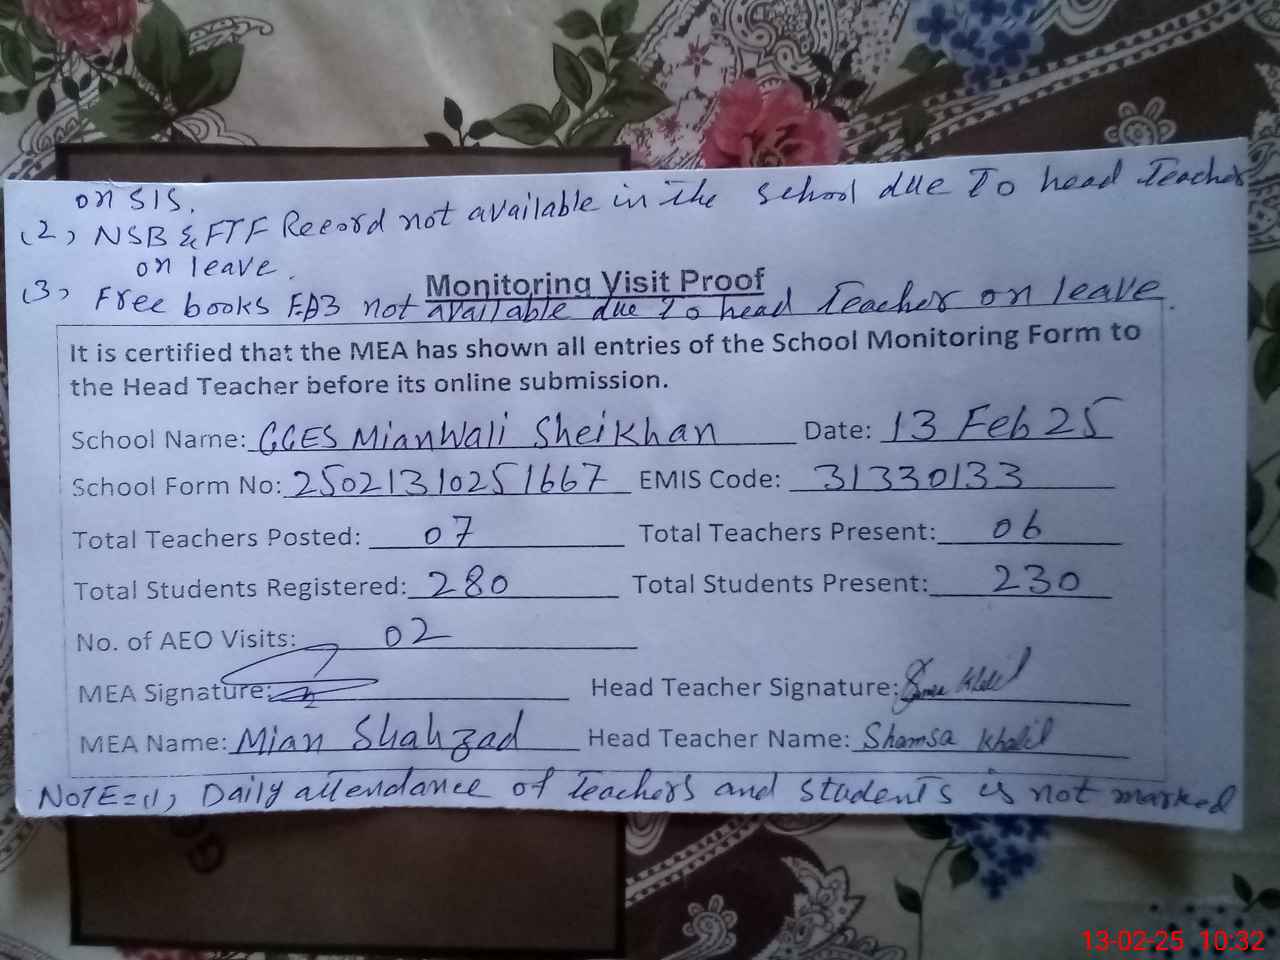 on SIS.
(2) NSB & FTF Record not available in the school due To head Teacher
on leave.
Monitoring Visit Proof
(3) Free books not available due To head Teacher on leave.
It is certified that the MEA has shown all entries of the School Monitoring Form to
the Head Teacher before its online submission.
School Name: GGES MianWali Sheikhan Date: 13 Feb 25
School Form No: 25021310251667 EMIS Code: 31330133
Total Teachers Posted: 07 Total Teachers Present: 06
Total Students Registered: 280 Total Students Present: 230
No. of AEO Visits: 02
MEA Signature: Head Teacher Signature: Shamsa Khalil
MEA Name: Mian Shahzad Head Teacher Name: Shamsa Khalil
NOTE=(1) Daily attendance of Teachers and students is not marked
13-02-25 10:32